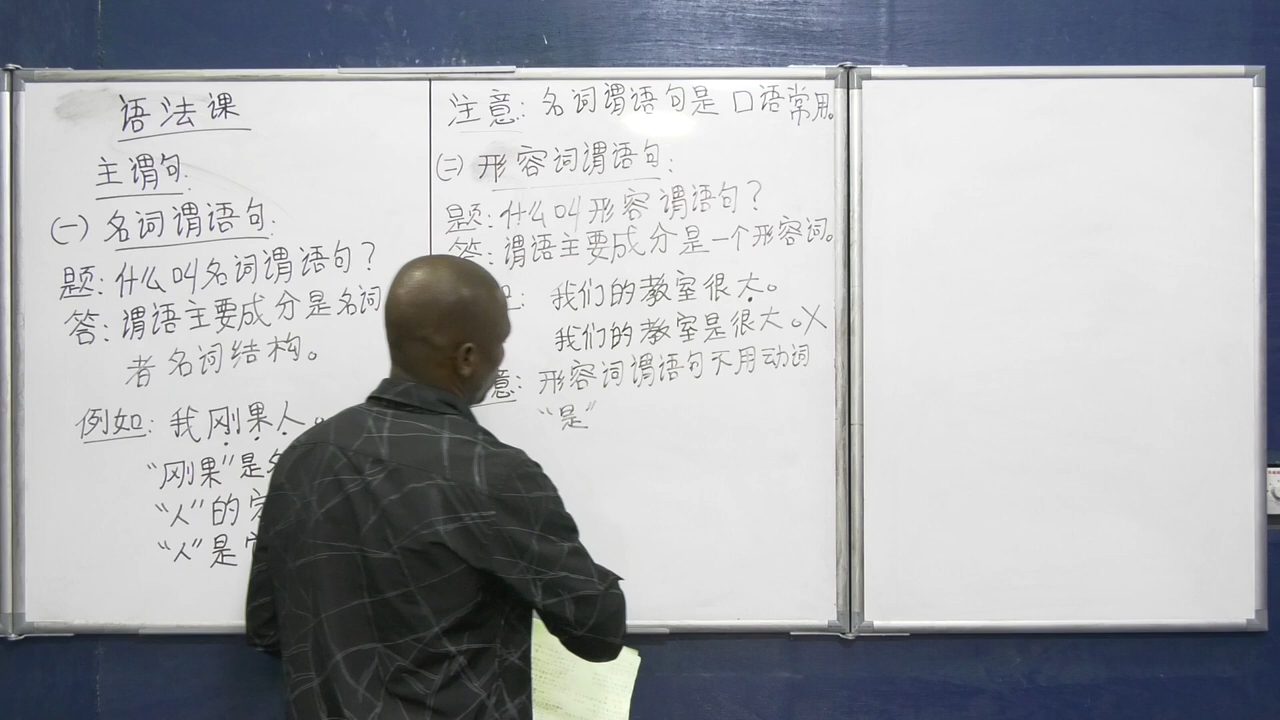 语法课
主谓句.
(一) 名词谓语句.
题: 什么叫名词谓语句?
答: 谓语主要成分是名词
者名词结构。
例如: 我刚果人。
“刚果”是
“人”的
“人”是
注意: 名词谓语句是口语常用。
(二) 形容词谓语句.
题: 什么叫形容谓语句?
答: 谓语主要成分是一个形容词。
: 我们的教室很大。
我们的教室是很大。X
意: 形容词谓语句不用动词
“是”